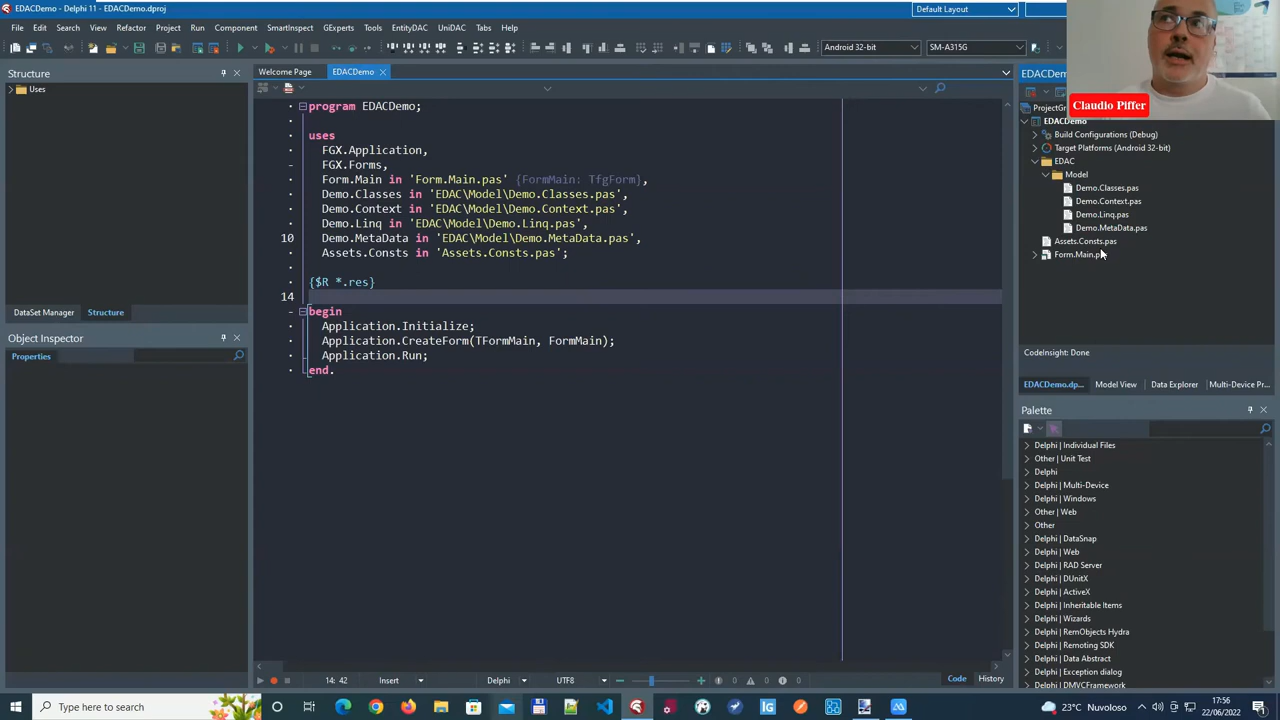 EDACDemo - Delphi 11 - EDACDemo.dproj
Default Layout
File Edit Search View Refactor Project Run Component SmartInspect GExperts Tools EntityDAC UniDAC Tabs Help
Android 32-bit
SM-A315G
Structure
Uses
DataSet Manager
Structure
Object Inspector
Properties
Welcome Page
EDACDemo
program EDACDemo;
uses
FGX.Application,
FGX.Forms,
Form.Main in 'Form.Main.pas' {FormMain: TfgForm},
Demo.Classes in 'EDAC\Model\Demo.Classes.pas',
Demo.Context in 'EDAC\Model\Demo.Context.pas',
Demo.Linq in 'EDAC\Model\Demo.Linq.pas',
10 Demo.MetaData in 'EDAC\Model\Demo.MetaData.pas',
Assets.Consts in 'Assets.Consts.pas';
{$R *.res}
14
begin
Application.Initialize;
Application.CreateForm(TFormMain, FormMain);
Application.Run;
end.
14: 42
Insert
Delphi
UTF8
0
0
0
Code
History
Claudio Piffer
EDACDemo
ProjectG
EDACDemo
Build Configurations (Debug)
Target Platforms (Android 32-bit)
EDAC
Model
Demo.Classes.pas
Demo.Context.pas
Demo.Linq.pas
Demo.MetaData.pas
Assets.Consts.pas
Form.Main.p
CodeInsight: Done
EDACDemo.dp...
Model View
Data Explorer
Multi-Device Pr...
Palette
Delphi | Individual Files
Other | Unit Test
Delphi
Delphi | Multi-Device
Delphi | Windows
Other | Web
Other
Delphi | DataSnap
Delphi | Web
Delphi | RAD Server
Delphi | DUnitX
Delphi | ActiveX
Delphi | Inheritable Items
Delphi | Wizards
Delphi | RemObjects Hydra
Delphi | Remoting SDK
Delphi | Data Abstract
Delphi | Exception dialog
Delphi | DMVCFramework
Type here to search
23°C Nuvoloso
17:56
22/06/2022